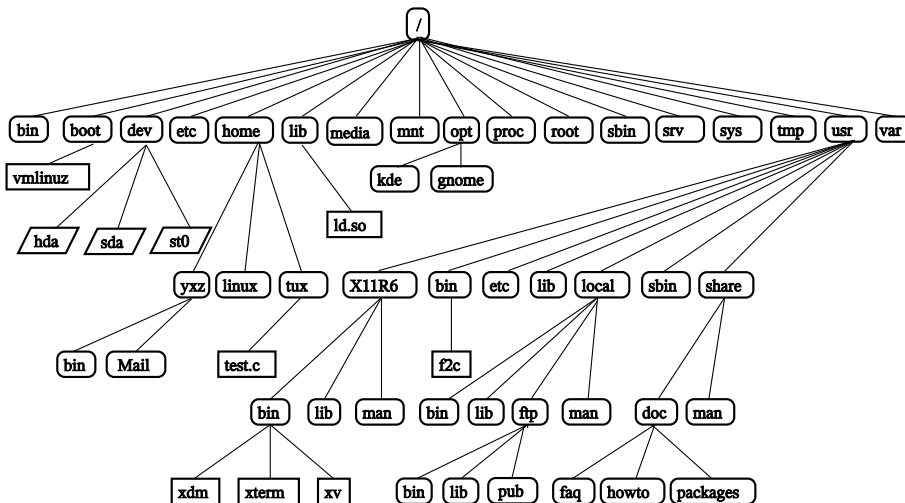 /
bin boot dev etc home lib media mnt opt proc root sbin srv sys tmp usr var
vmlinuz kde gnome
hda sda st0 ld.so
yxz linux tux X11R6 bin etc lib local sbin share
bin Mail test.c f2c
bin lib man bin lib ftp man doc man
xdm xterm xv bin lib pub faq howto packages